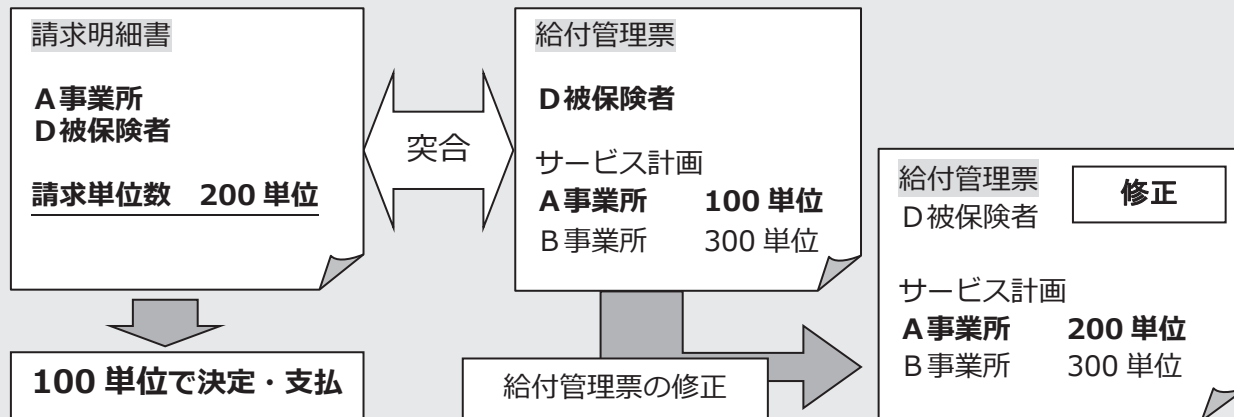 請求明細書
A事業所
D被保険者
請求単位数 200 単位
突合
給付管理票
D被保険者
サービス計画
A事業所 100 単位
B事業所 300 単位
100 単位で決定・支払
給付管理票の修正
給付管理票 修正
D被保険者
サービス計画
A事業所 200 単位
B事業所 300 単位